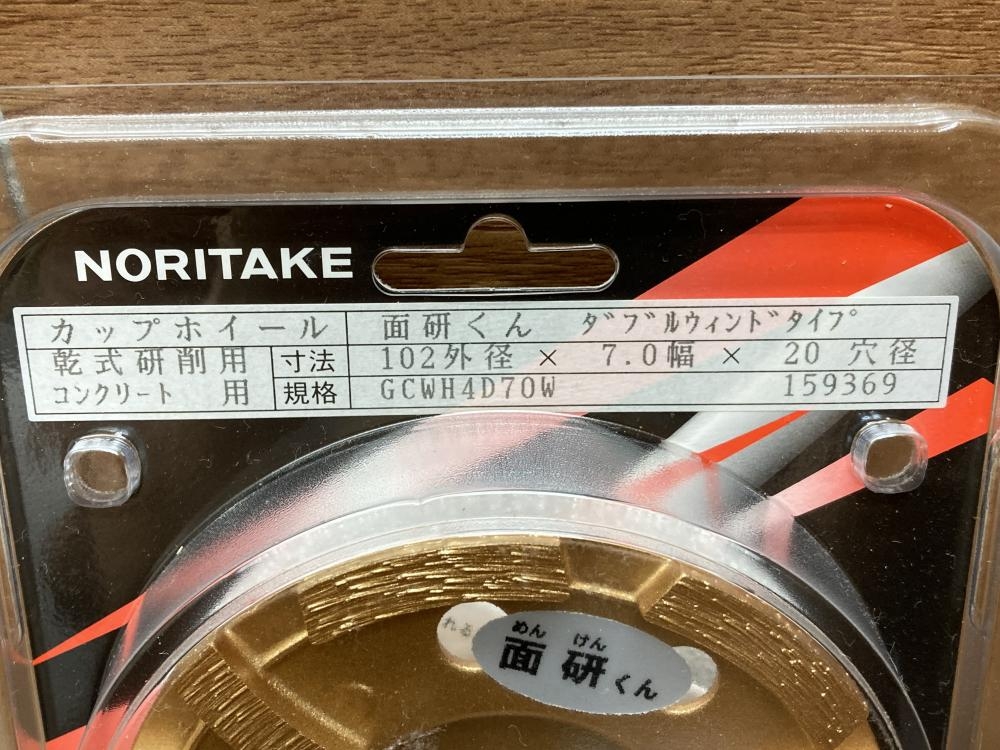 NORITAKE
カップホイール 面研くん ﾀﾞﾌﾞﾙウィンﾄﾞタイプﾟ
乾式研削用 寸法 102外径 × 7.0幅 × 20 穴径
ｺﾝｸﾘｰﾄ 用 規格 GCWH4D70W 159369
れる
めん けん
面研くん